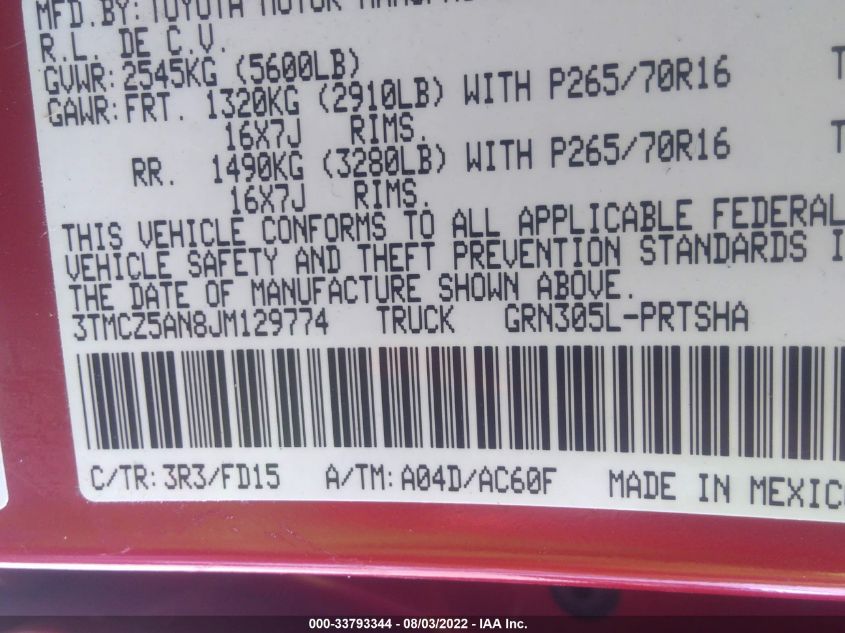 MFD.BY:TOYOTA MOTOR
R.L. DE C.V.
GVWR:2545KG (5600LB)
GAWR:FRT. 1320KG (2910LB) WITH P265/70R16 T
16X7J RIMS.
RR. 1490KG (3280LB) WITH P265/70R16 T
16X7J RIMS.
THIS VEHICLE CONFORMS TO ALL APPLICABLE FEDERAL
VEHICLE SAFETY AND THEFT PREVENTION STANDARDS I
THE DATE OF MANUFACTURE SHOWN ABOVE.
3TMCZ5AN8JM129774 TRUCK GRN305L-PRTSHA
C/TR:3R3/FD15 A/TM:A04D/AC60F MADE IN MEXICO
000-33793344 - 08/03/2022 - IAA Inc.